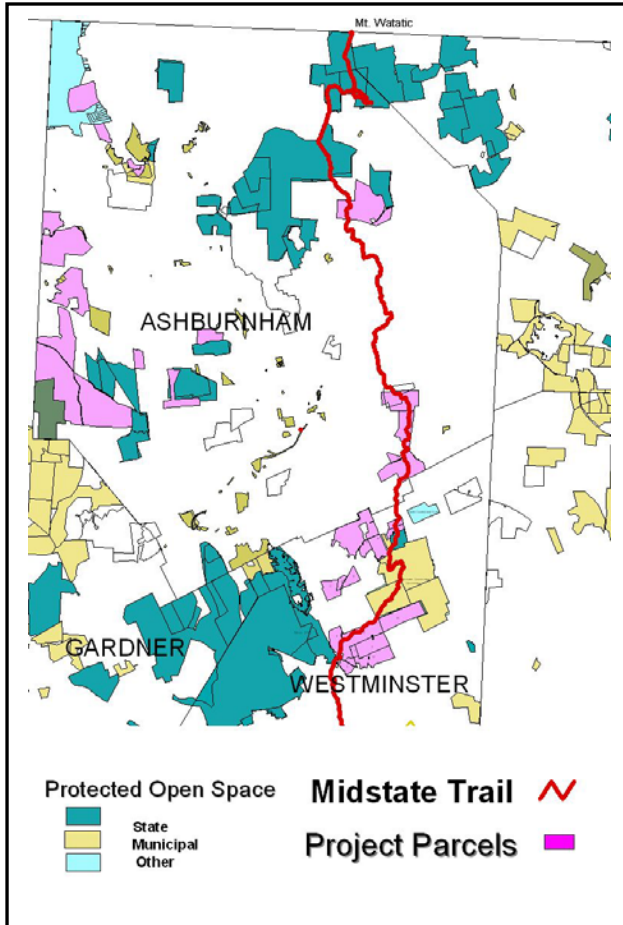 Mt. Watatic
ASHBURNHAM
GARDNER
WESTMINSTER
Protected Open Space
State
Municipal
Other
Midstate Trail
Project Parcels